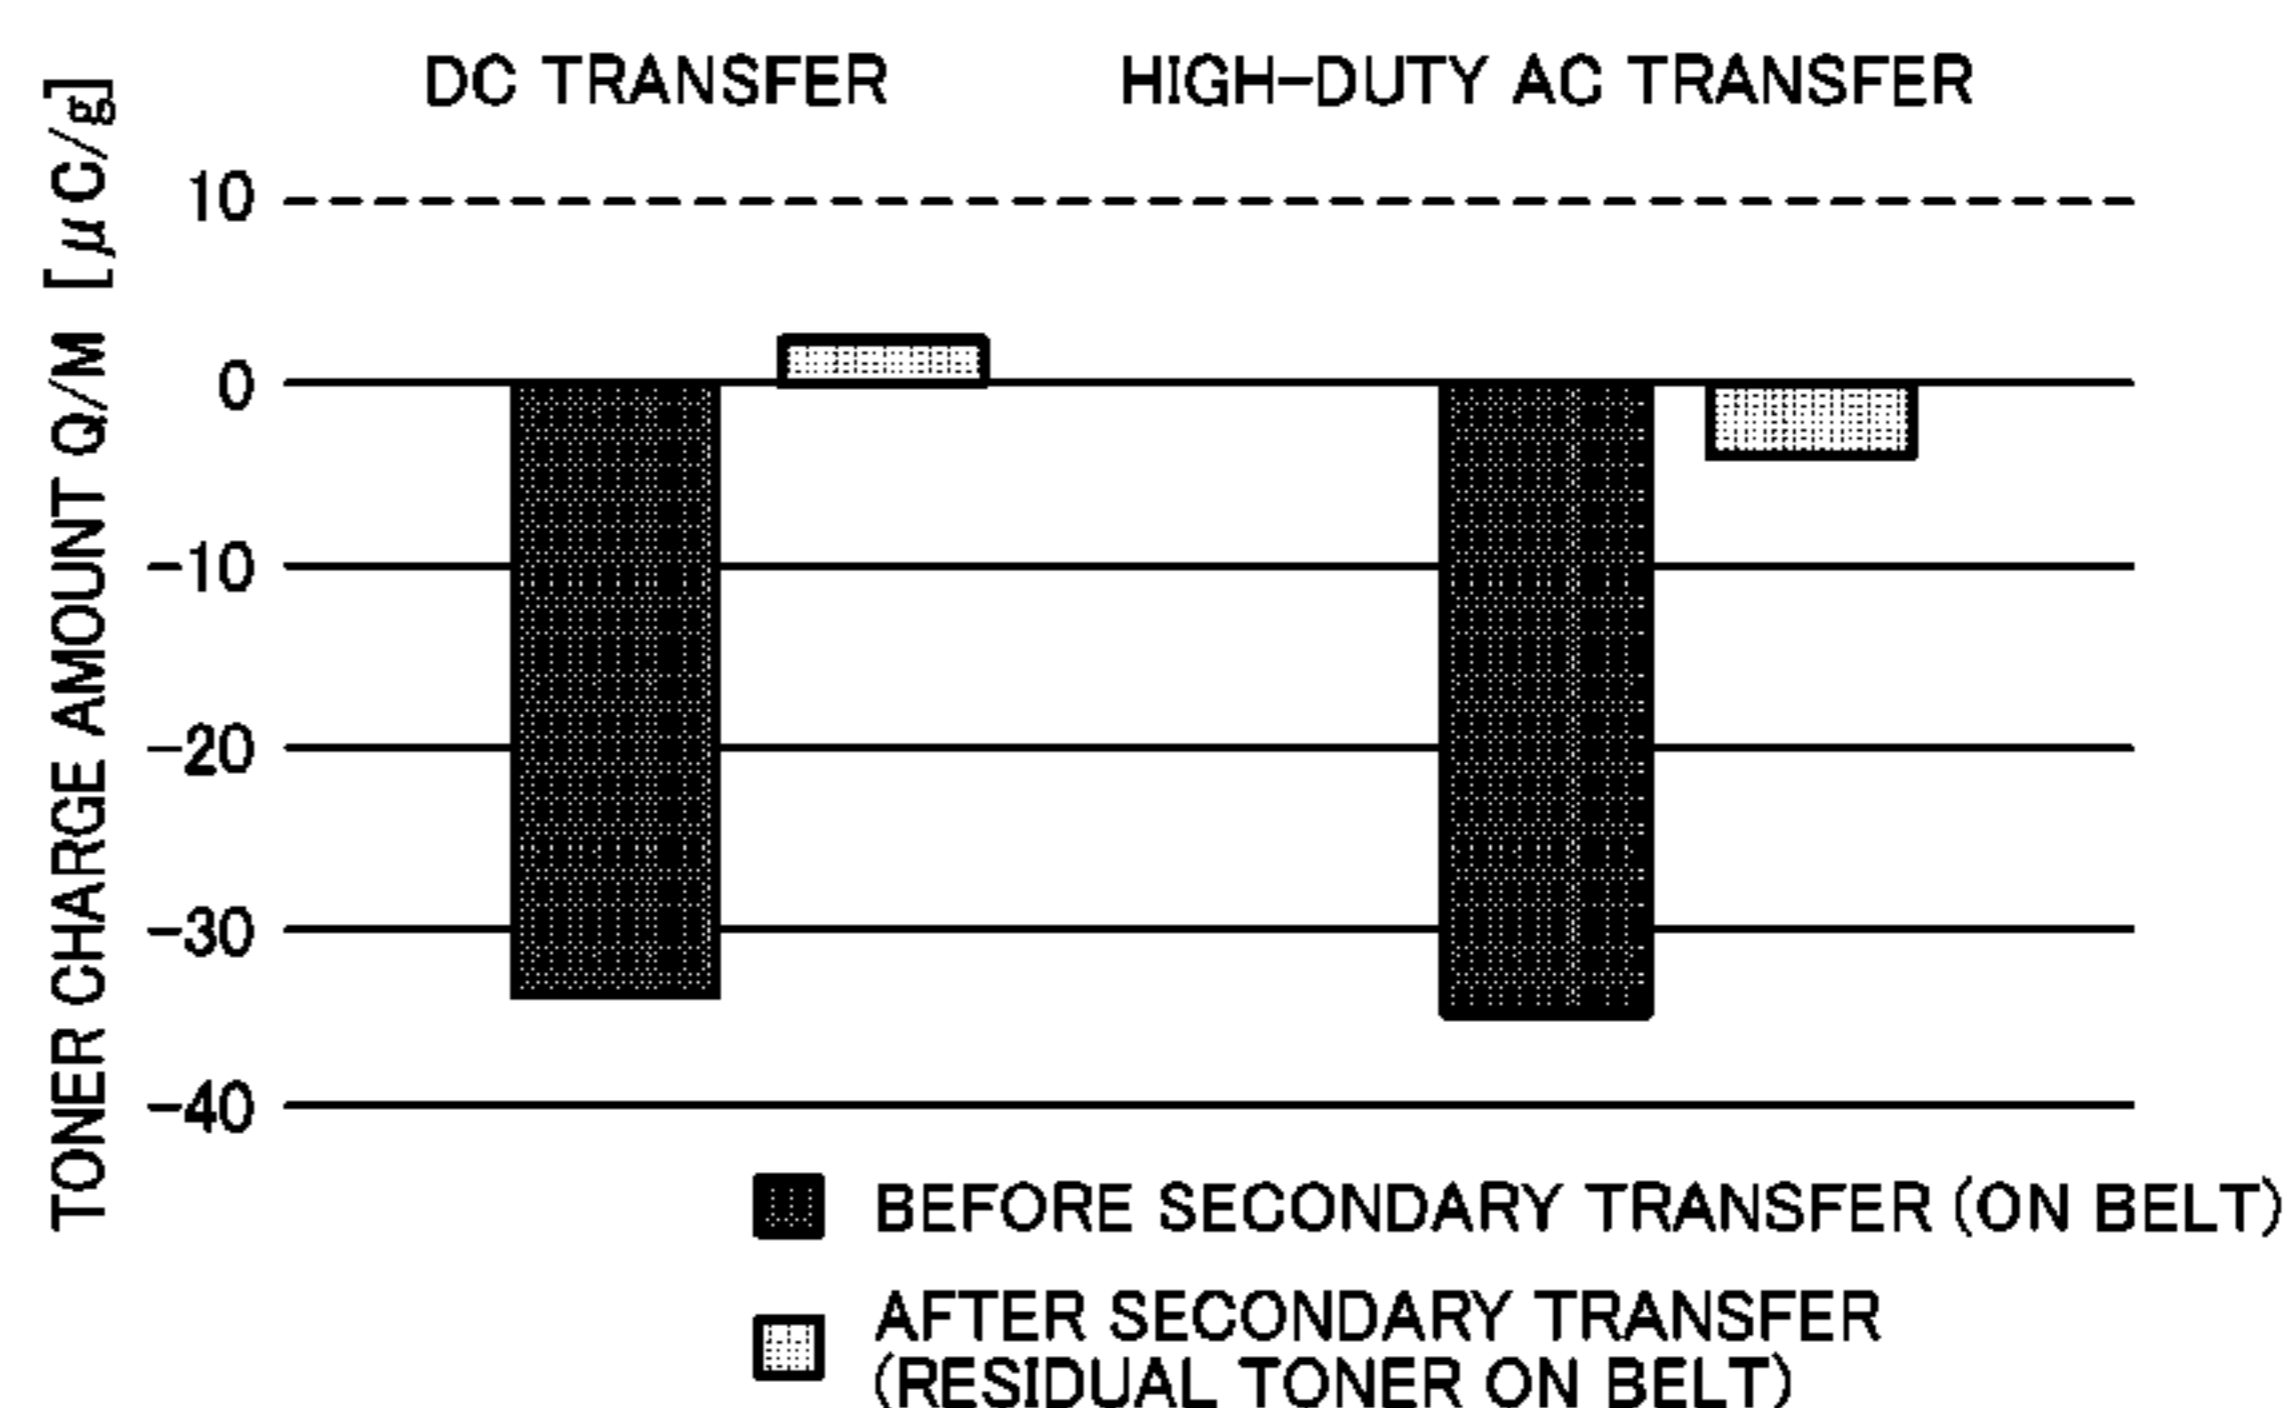 DC TRANSFER
HIGH-DUTY AC TRANSFER
TONER CHARGE AMOUNT Q/M [μC/g]
10
0
-10
-20
-30
-40
BEFORE SECONDARY TRANSFER (ON BELT)
AFTER SECONDARY TRANSFER
(RESIDUAL TONER ON BELT)